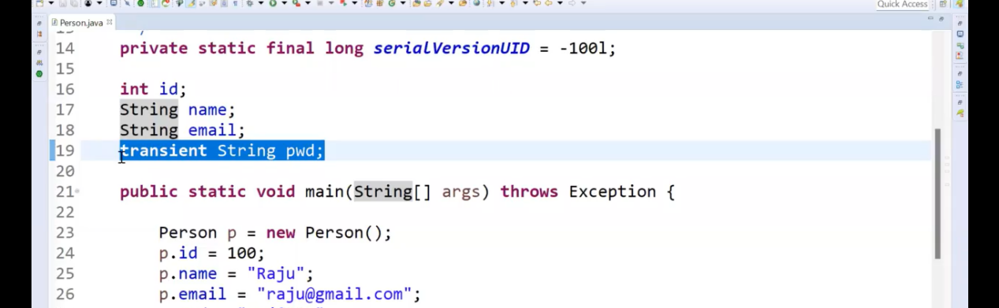 Quick Access
Person.java
14 private static final long serialVersionUID = -100l;
15
16 int id;
17 String name;
18 String email;
19 transient String pwd;
20
21 public static void main(String[] args) throws Exception {
22
23 Person p = new Person();
24 p.id = 100;
25 p.name = "Raju";
26 p.email = "raju@gmail.com";